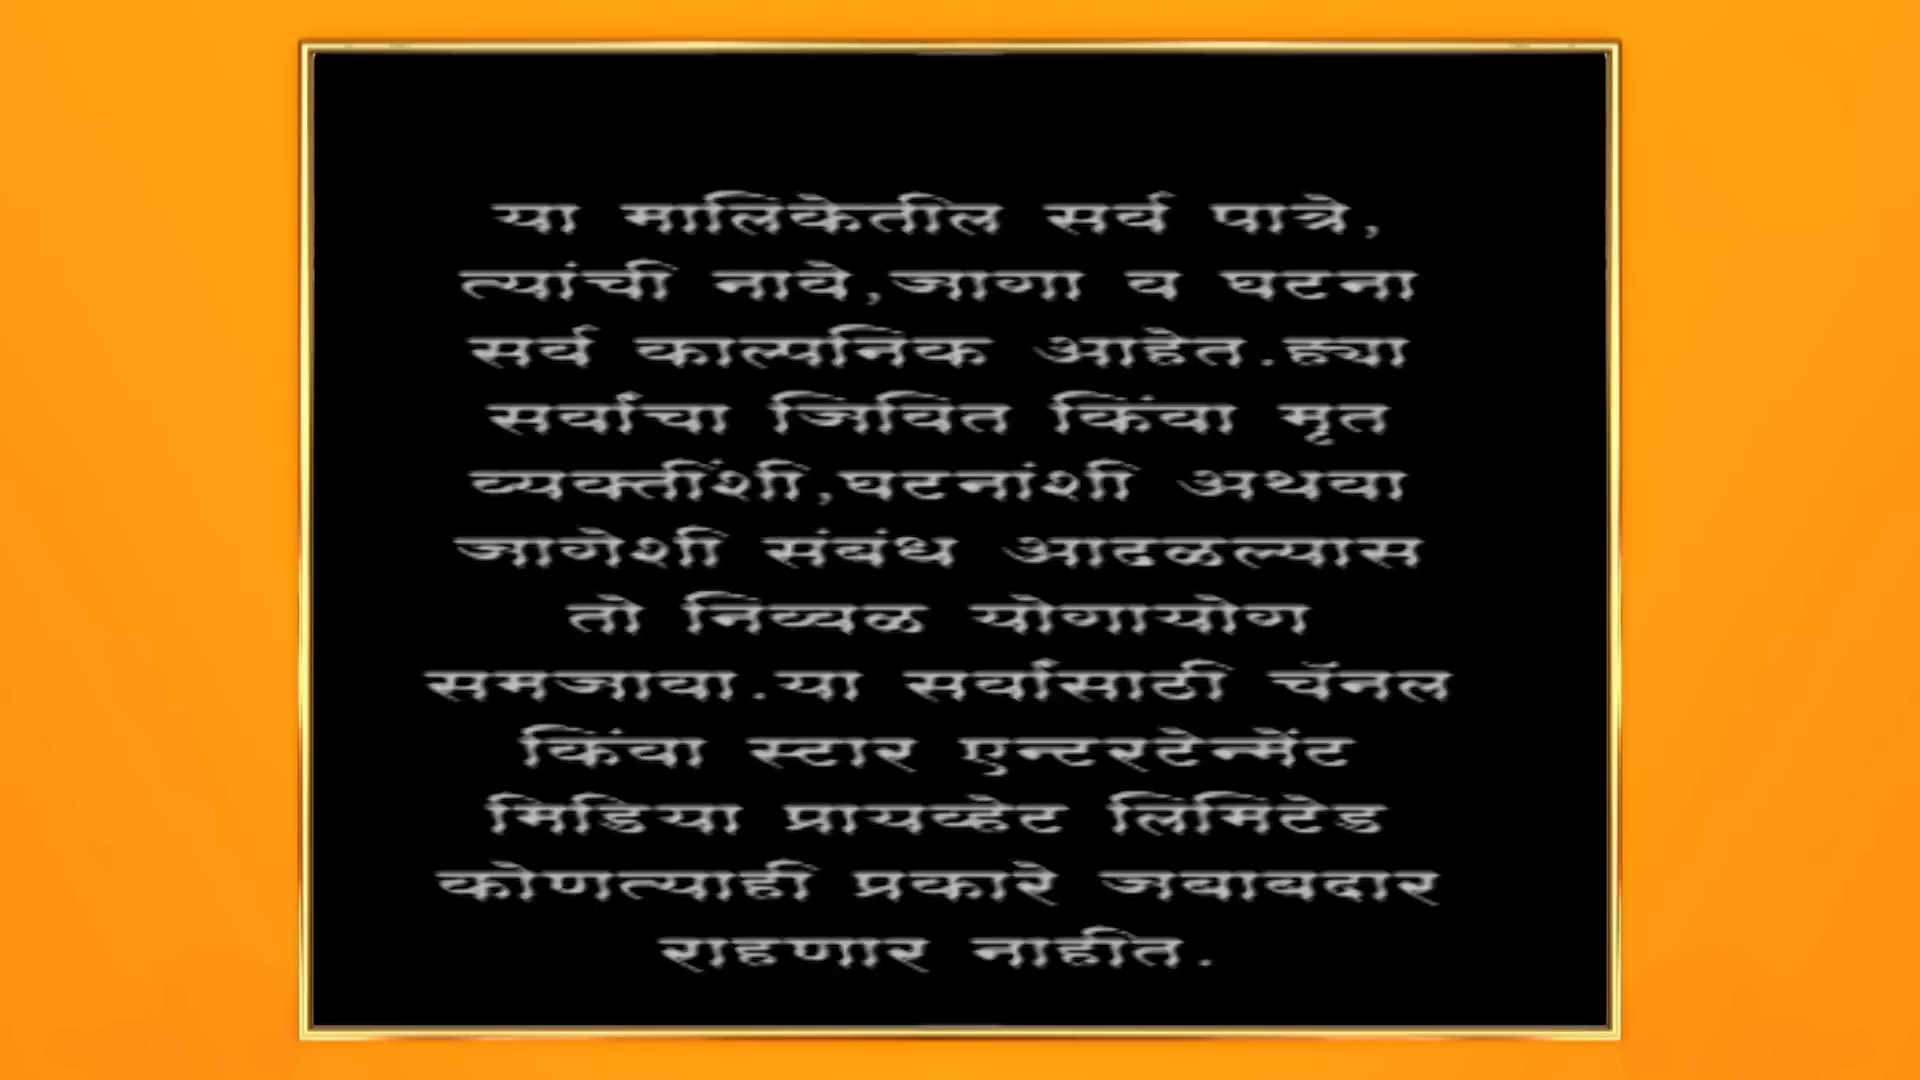 या मालिकेतील सर्व पात्रे,
त्यांची नावे,जागा व घटना
सर्व काल्पनिक आहेत.ह्या
सर्वांचा जिवित किंवा मृत
व्यक्तींशी,घटनांशी अथवा
जागेशी संबंध आढळल्यास
तो निव्वळ योगायोग
समजावा.या सर्वांसाठी चॅनल
किंवा स्टार एन्टरटेन्मेंट
मिडिया प्रायव्हेट लिमिटेड
कोणत्याही प्रकारे जबाबदार
राहणार नाहीत.